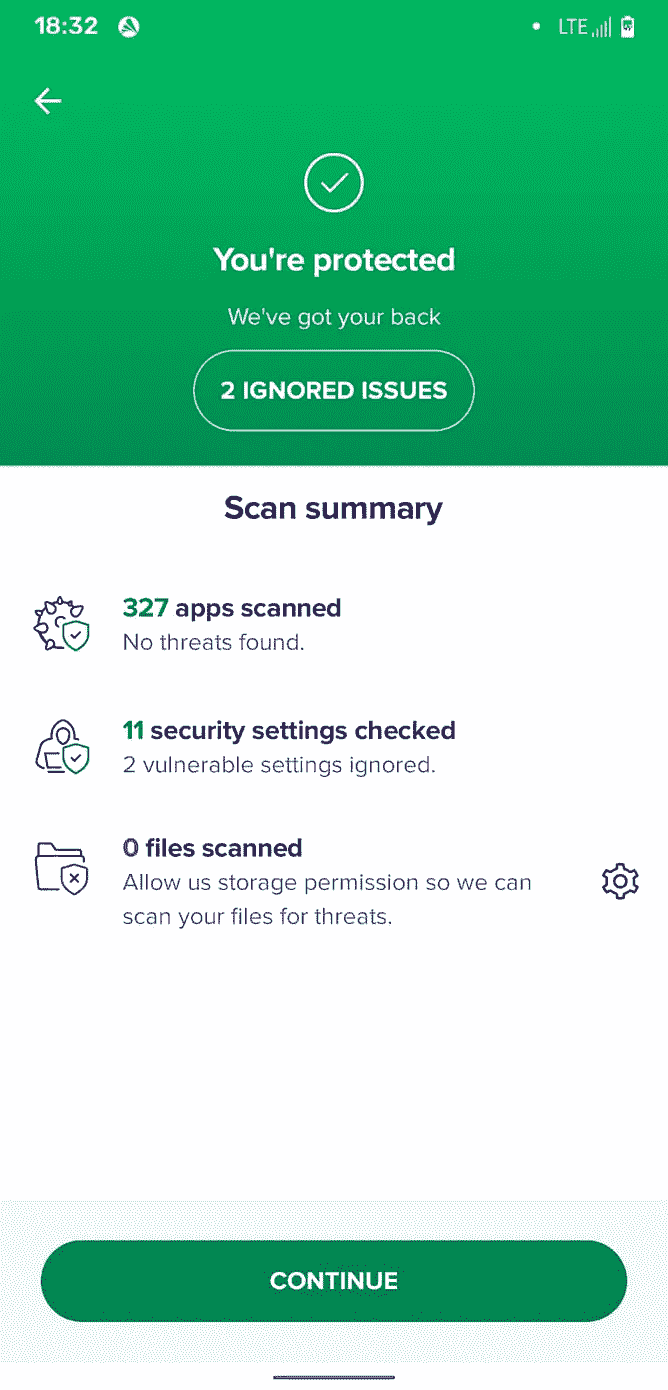 18:32
LTE
You're protected
We've got your back
2 IGNORED ISSUES
Scan summary
327 apps scanned
No threats found.
11 security settings checked
2 vulnerable settings ignored.
0 files scanned
Allow us storage permission so we can
scan your files for threats.
CONTINUE